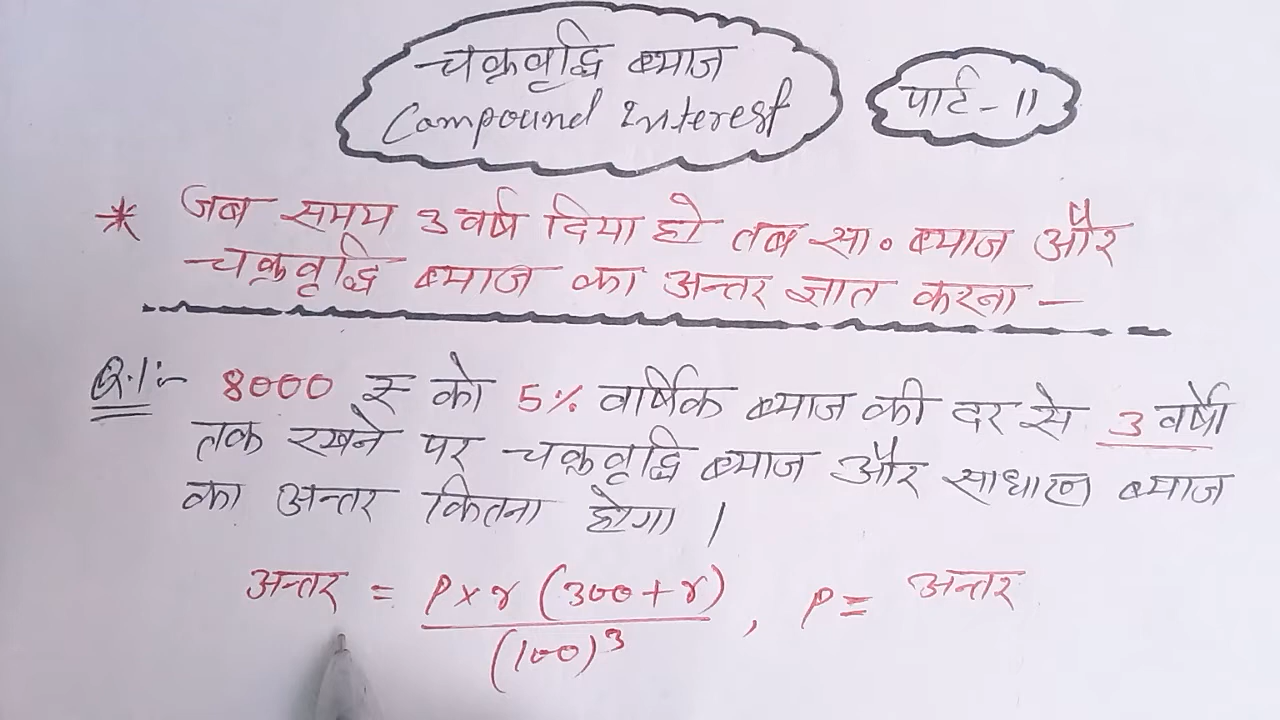 चक्रवृद्धि ब्याज
Compound Interest
पार्ट - 11
* जब समय 3 वर्ष दिया हो तब सा० ब्याज और
चक्रवृद्धि ब्याज का अन्तर ज्ञात करना -
Q.1:- 8000 रू को 5% वार्षिक ब्याज की दर से 3 वर्षो
तक रखने पर चक्रवृद्धि ब्याज और साधारण ब्याज
का अन्तर कितना होगा ।
अन्तर = P × r (300 + r) / (100)³ , P = अन्तर